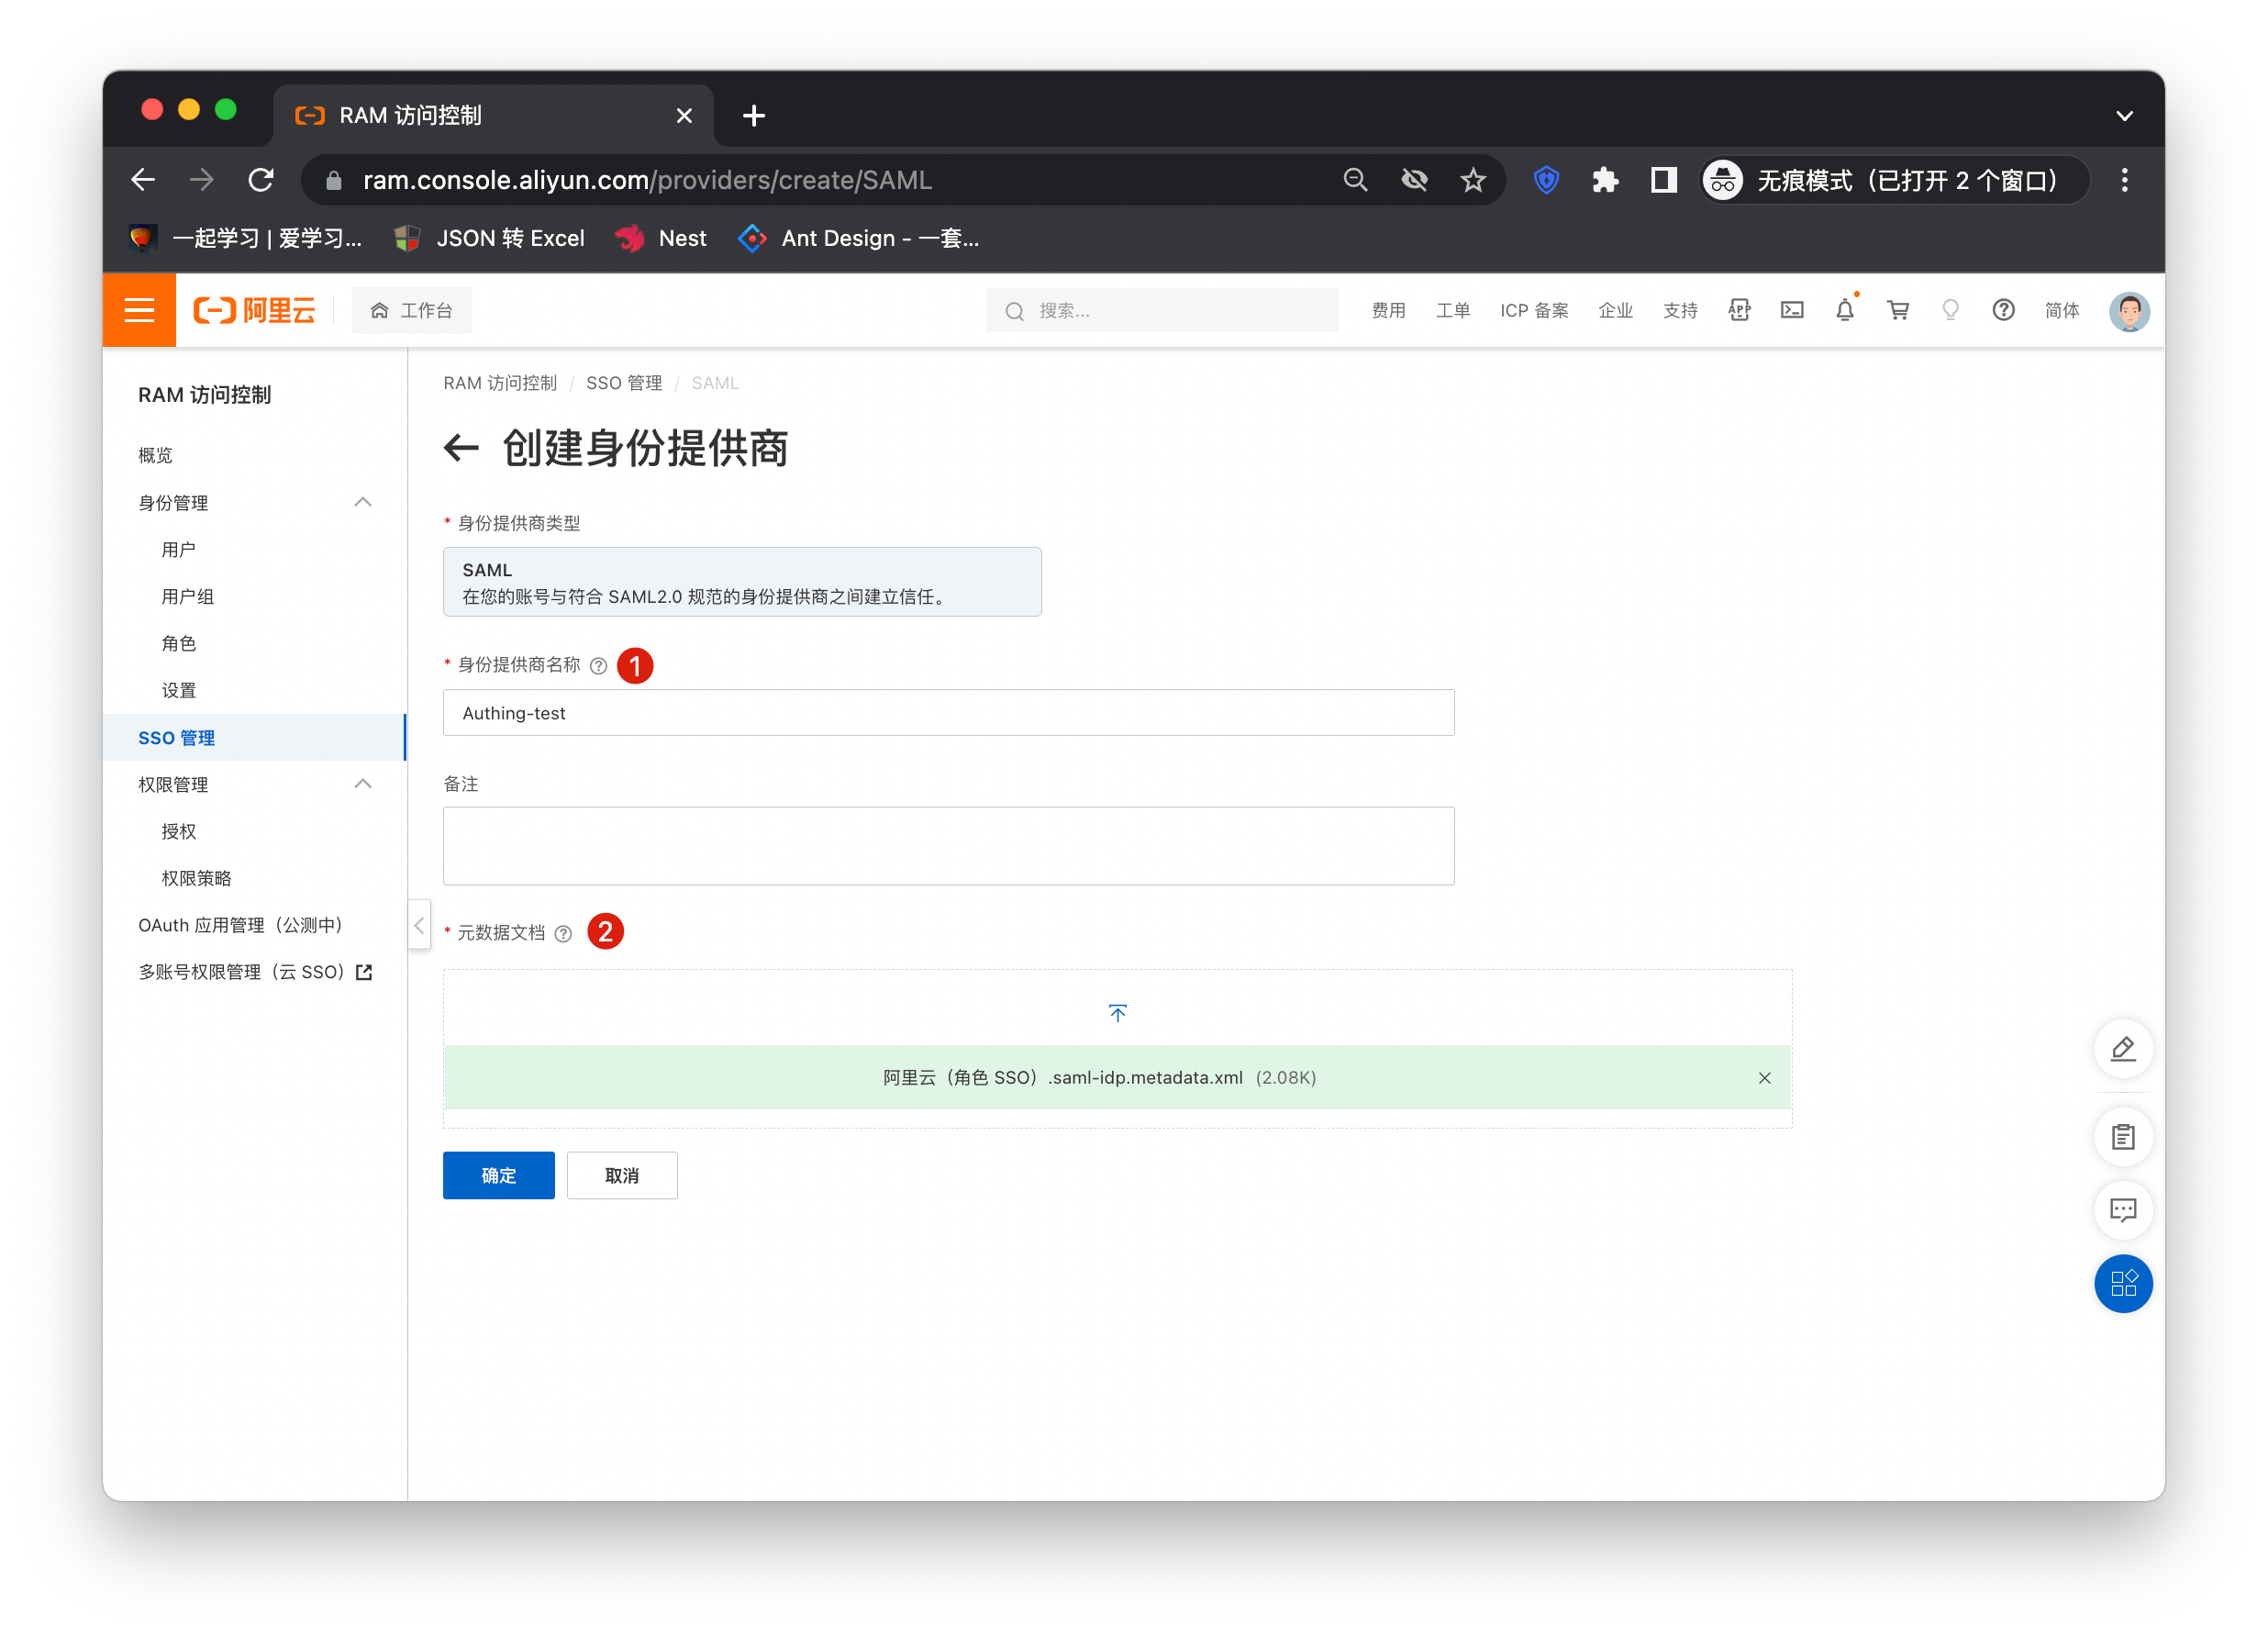 RAM 访问控制
ram.console.aliyun.com/providers/create/SAML
无痕模式（已打开 2 个窗口）
一起学习 | 爱学习...
JSON 转 Excel
Nest
Ant Design - 一套...
阿里云
工作台
搜索...
费用
工单
ICP 备案
企业
支持
APP
简体
RAM 访问控制
概览
身份管理
用户
用户组
角色
设置
SSO 管理
权限管理
授权
权限策略
OAuth 应用管理（公测中）
多账号权限管理（云 SSO）
RAM 访问控制 / SSO 管理 / SAML
创建身份提供商
* 身份提供商类型
SAML
在您的账号与符合 SAML2.0 规范的身份提供商之间建立信任。
* 身份提供商名称 1
Authing-test
备注
* 元数据文档 2
阿里云（角色 SSO）.saml-idp.metadata.xml (2.08K)
确定
取消